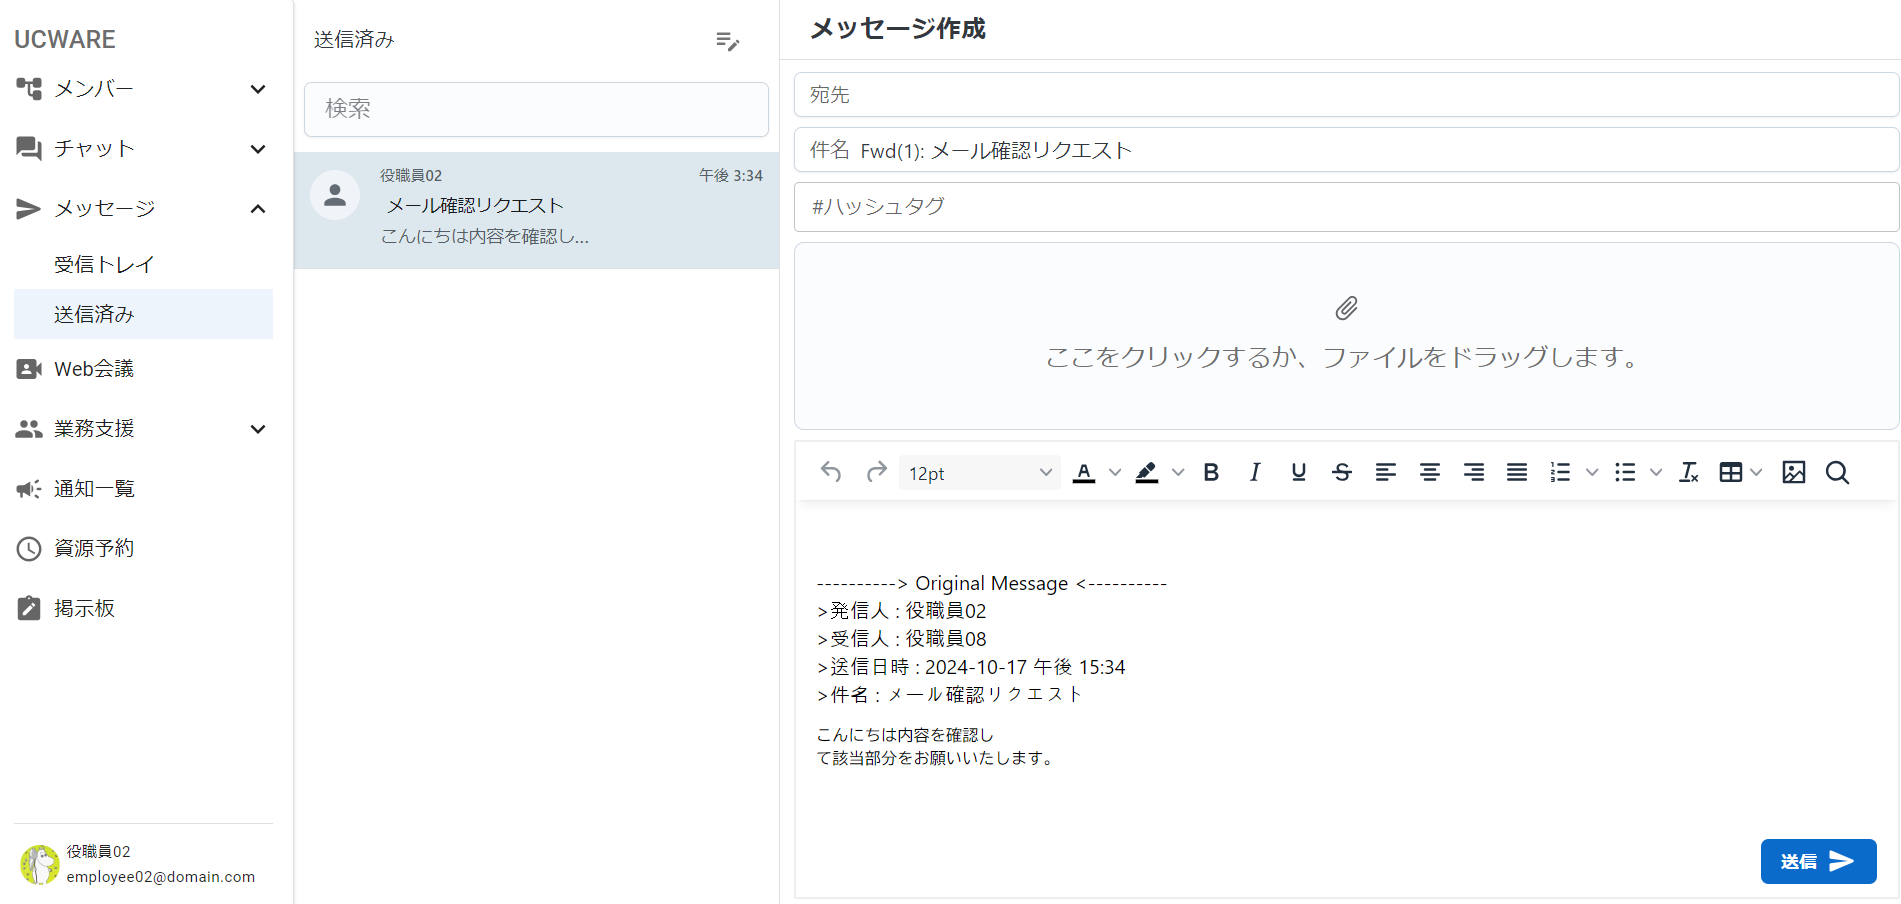 UCWARE
メンバー
チャット
メッセージ
受信トレイ
送信済み
Web会議
業務支援
通知一覧
資源予約
掲示板
役職員02
employee02@domain.com
送信済み
検索
役職員02 午後 3:34
メール確認リクエスト
こんにちは内容を確認し...
メッセージ作成
宛先
件名 Fwd(1): メール確認リクエスト
#ハッシュタグ
ここをクリックするか、ファイルをドラッグします。
12pt
----------> Original Message <----------
>発信人 : 役職員02
>受信人 : 役職員08
>送信日時 : 2024-10-17 午後 15:34
>件名 : メール確認リクエスト
こんにちは内容を確認し
て該当部分をお願いいたします。
送信